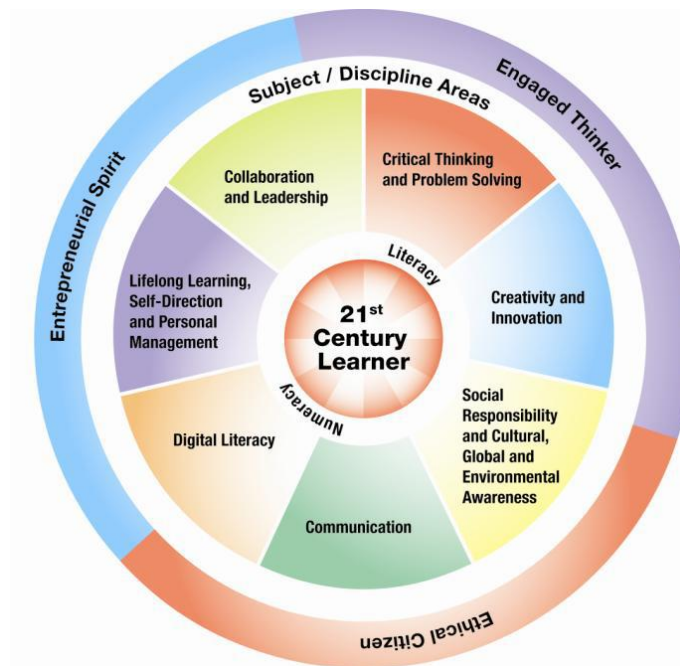 Entrepreneurial Spirit
Engaged Thinker
Ethical Citizen
Subject / Discipline Areas
Collaboration
and Leadership
Critical Thinking
and Problem Solving
Creativity and
Innovation
Social
Responsibility
and Cultural,
Global and
Environmental
Awareness
Communication
Digital Literacy
Lifelong Learning,
Self-Direction
and Personal
Management
Literacy
21st
Century
Learner
Numeracy